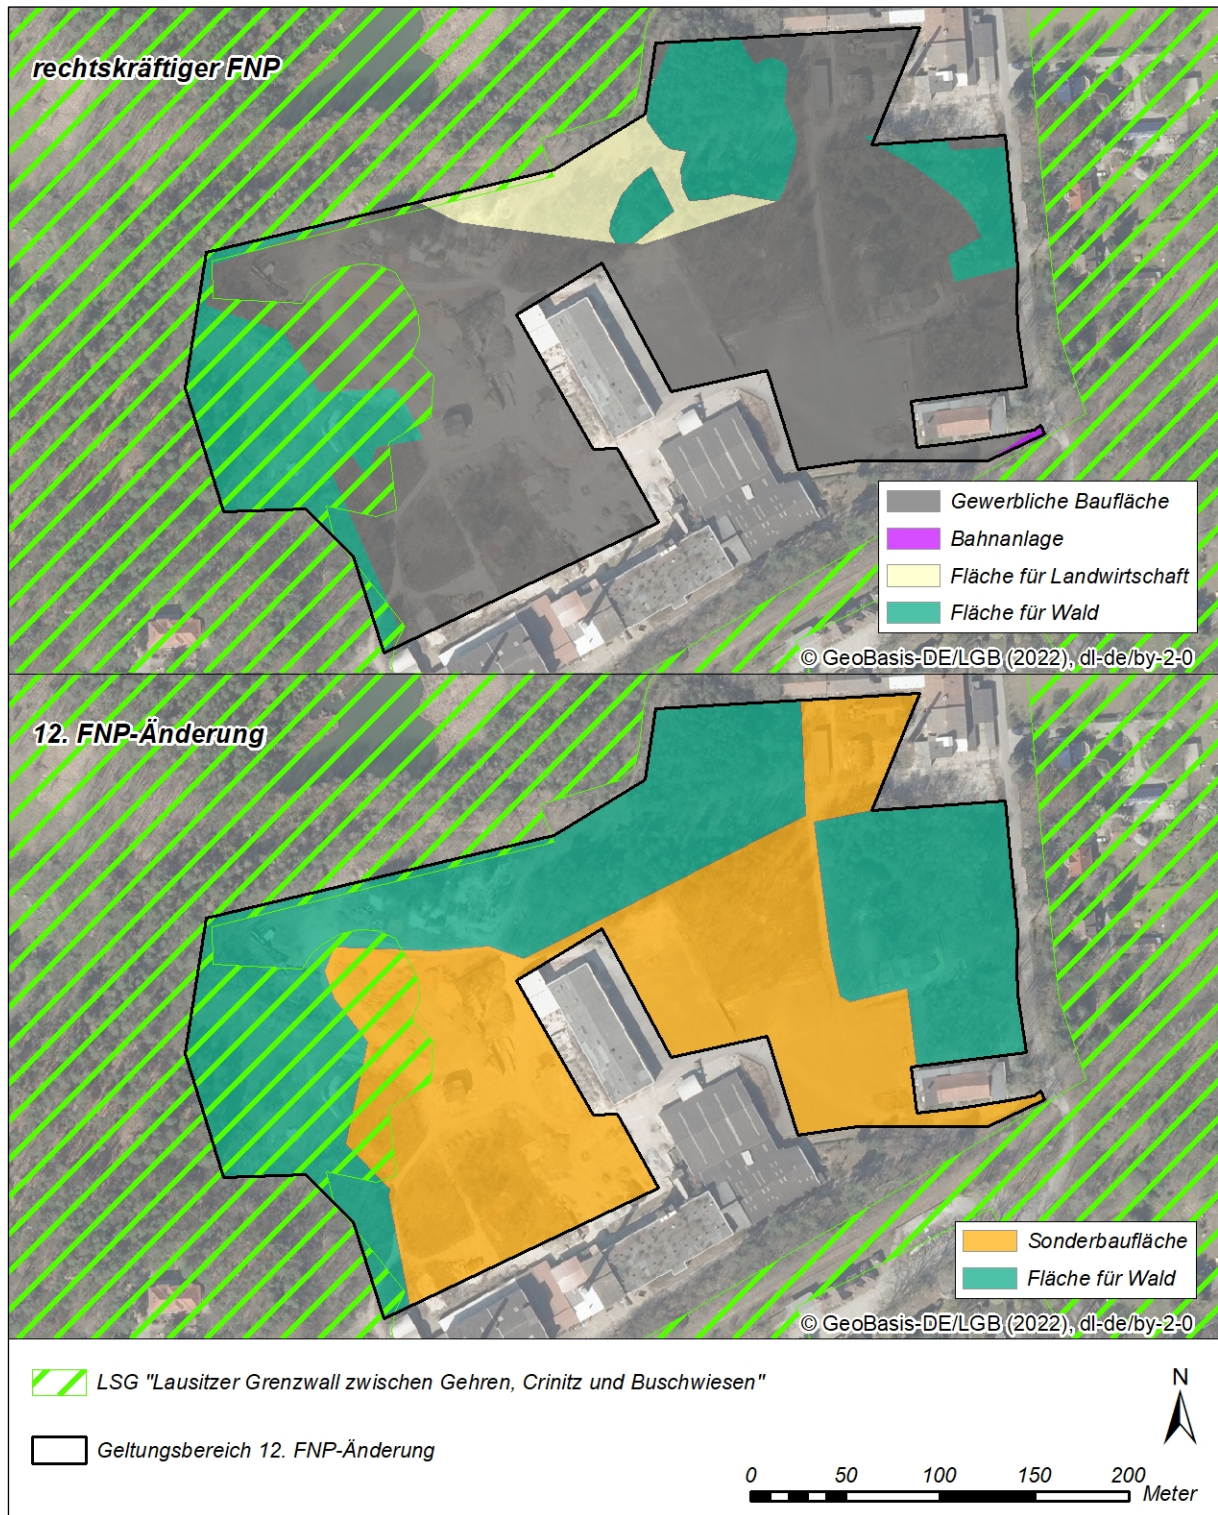 rechtskräftiger FNP
Gewerbliche Baufläche
Bahnanlage
Fläche für Landwirtschaft
Fläche für Wald
© GeoBasis-DE/LGB (2022), dl-de/by-2-0
12. FNP-Änderung
Sonderbaufläche
Fläche für Wald
© GeoBasis-DE/LGB (2022), dl-de/by-2-0
LSG "Lausitzer Grenzwall zwischen Gehren, Crinitz und Buschwiesen"
N
Geltungsbereich 12. FNP-Änderung
0 50 100 150 200
Meter